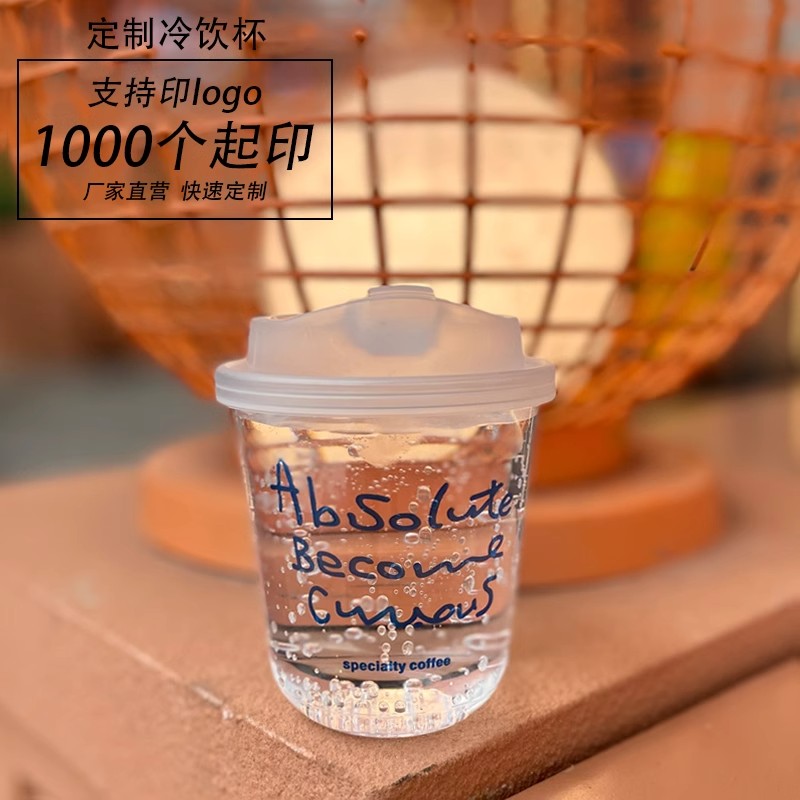 定制冷饮杯
支持印logo
1000个起印
厂家直营 快速定制
Absolute
Become
specialty coffee